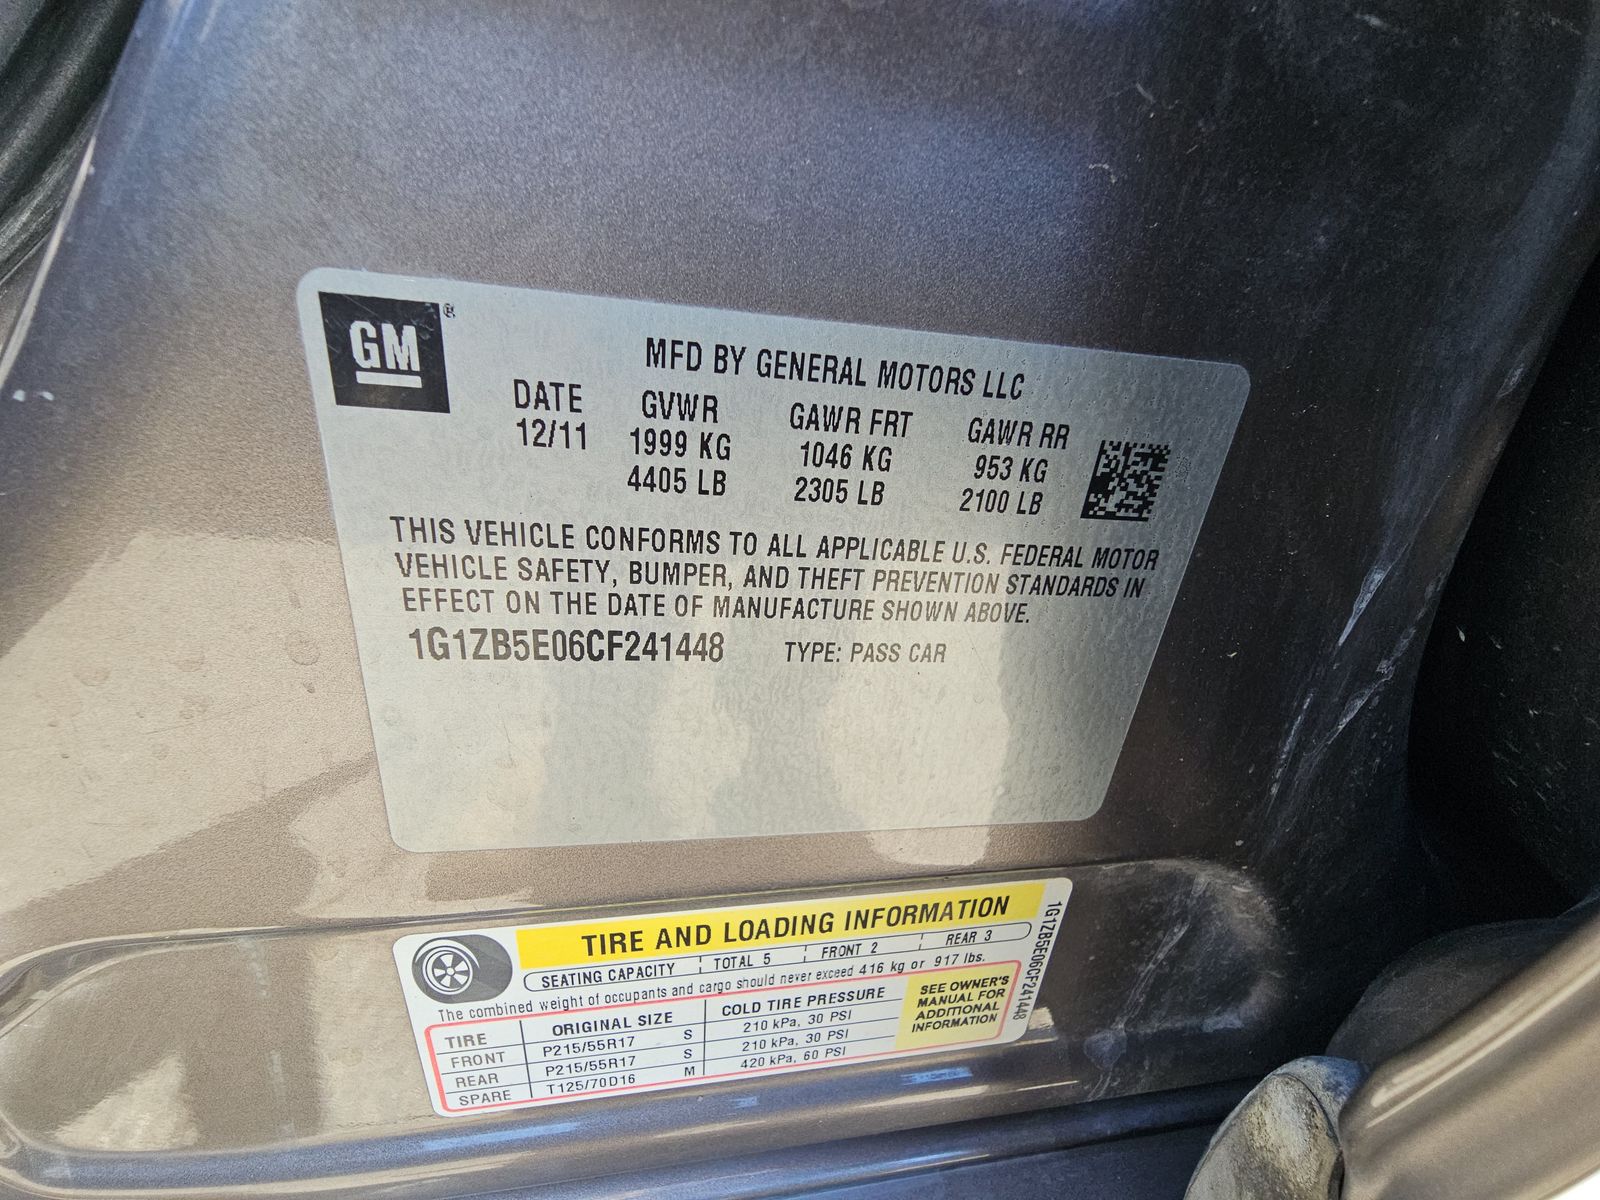 GM ®
MFD BY GENERAL MOTORS LLC
DATE GVWR GAWR FRT GAWR RR
12/11 1999 KG 1046 KG 953 KG
4405 LB 2305 LB 2100 LB
THIS VEHICLE CONFORMS TO ALL APPLICABLE U.S. FEDERAL MOTOR
VEHICLE SAFETY, BUMPER, AND THEFT PREVENTION STANDARDS IN
EFFECT ON THE DATE OF MANUFACTURE SHOWN ABOVE.
1G1ZB5E06CF241448 TYPE: PASS CAR
TIRE AND LOADING INFORMATION
SEATING CAPACITY TOTAL 5 FRONT 2 REAR 3
The combined weight of occupants and cargo should never exceed 416 kg or 917 lbs.
TIRE ORIGINAL SIZE COLD TIRE PRESSURE
FRONT P215/55R17 S 210 kPa, 30 PSI
REAR P215/55R17 S 210 kPa, 30 PSI
SPARE T125/70D16 M 420 kPa, 60 PSI
SEE OWNER'S
MANUAL FOR
ADDITIONAL
INFORMATION
1G1ZB5E06CF241448